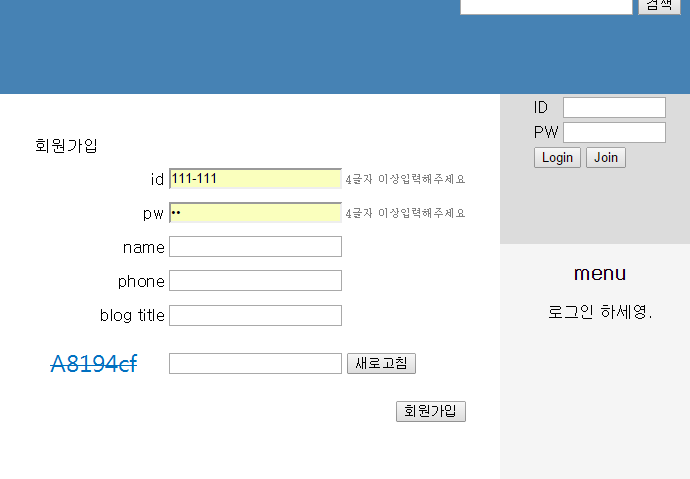 검색
ID
PW
Login Join
회원가입
id 111-111 4글자 이상입력해주세요
pw •• 4글자 이상입력해주세요
name
phone
blog title
A8194cf 새로고침
회원가입
menu
로그인 하세영.